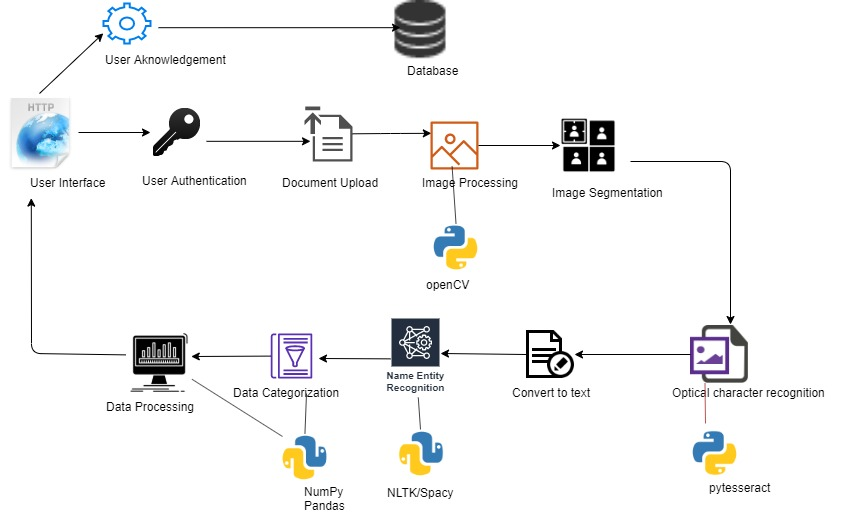 User Aknowledgement
Database
HTTP
User Interface
User Authentication
Document Upload
Image Processing
Image Segmentation
openCV
Data Processing
Data Categorization
Name Entity
Recognition
Convert to text
Optical character recognition
NumPy
Pandas
NLTK/Spacy
pytesseract